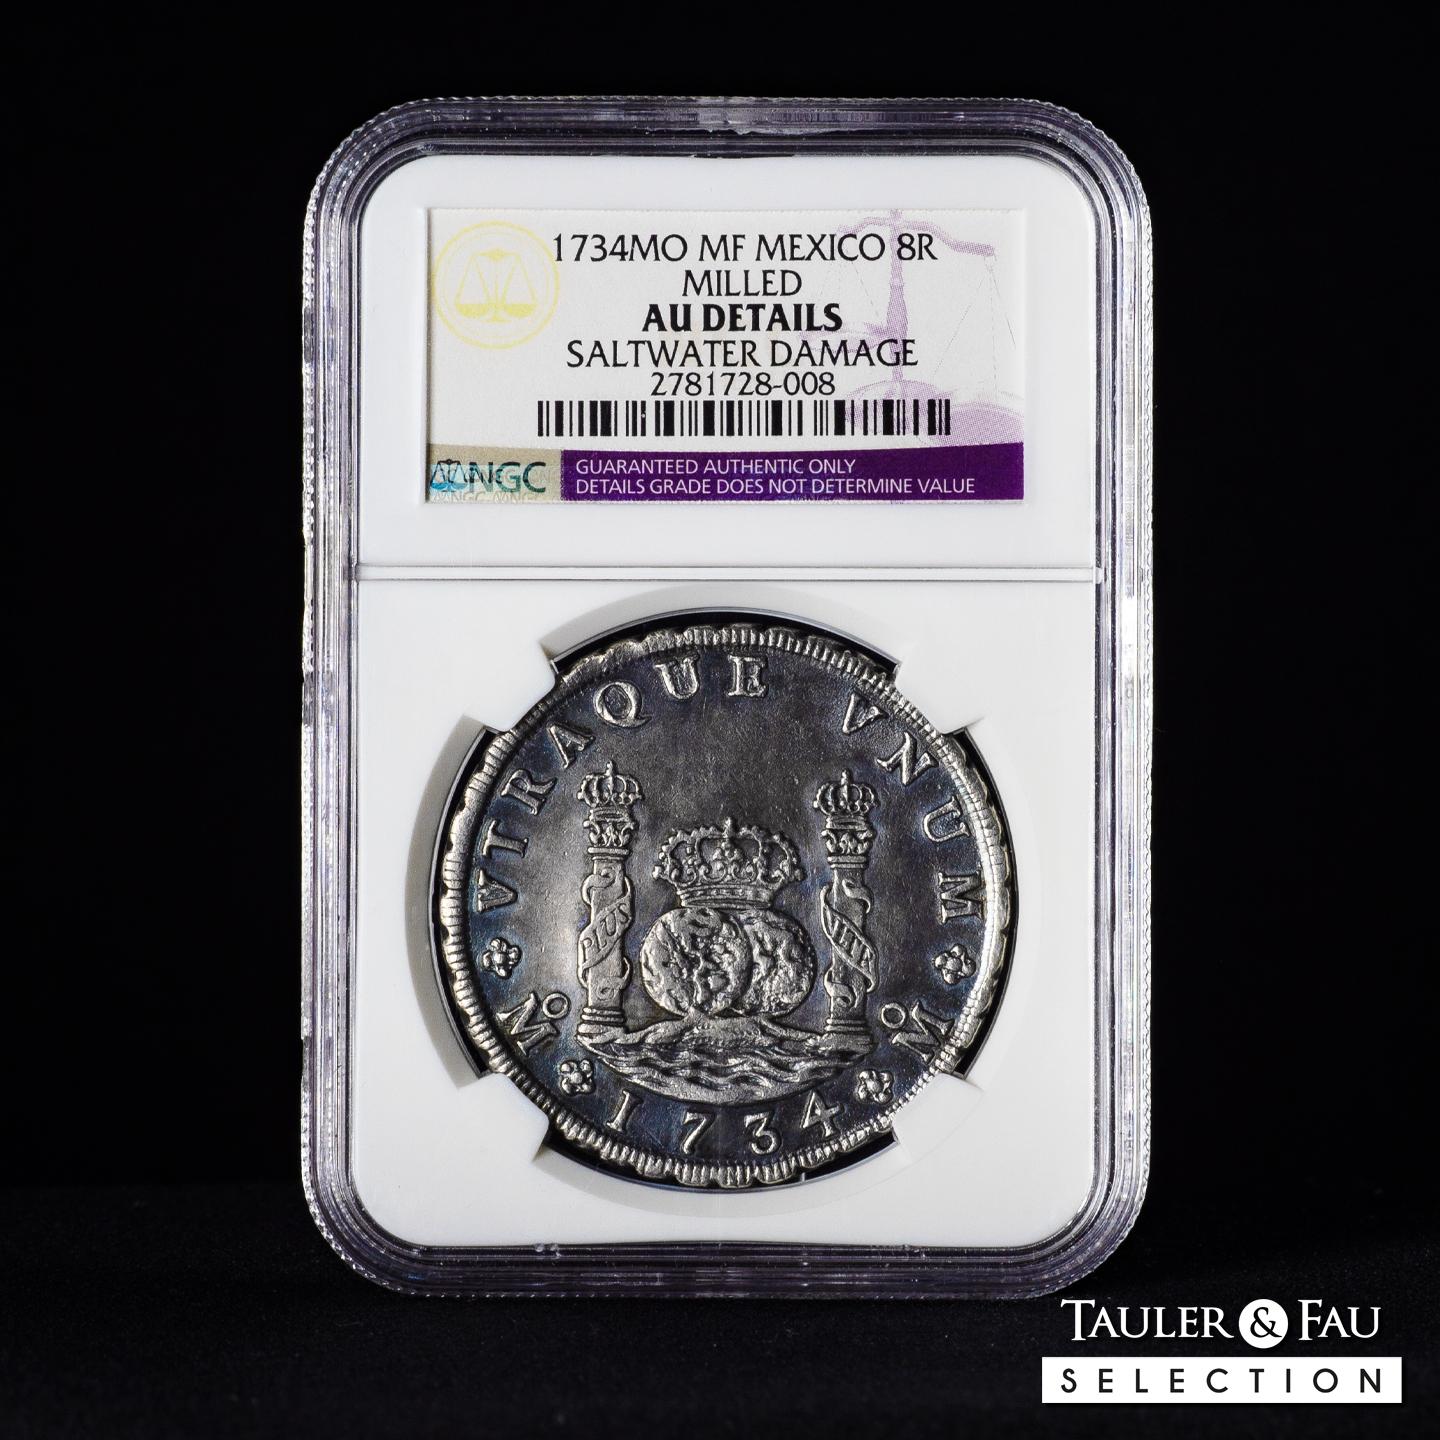 1734MO MF MEXICO 8R
MILLED
AU DETAILS
SALTWATER DAMAGE
2781728-008
NGC
GUARANTEED AUTHENTIC ONLY
DETAILS GRADE DOES NOT DETERMINE VALUE
VTRAQUE VNUM
PLUS
VLTR
Mo 1734 Mo
TAULER & FAU
SELECTION